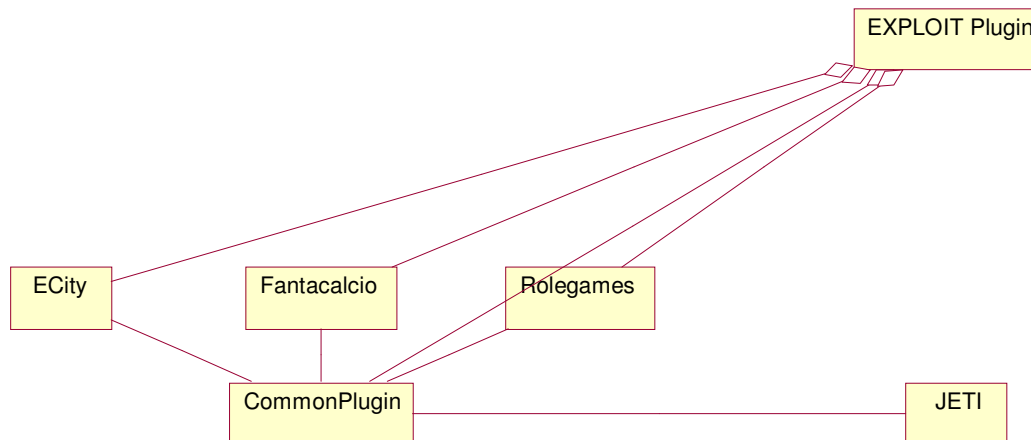 EXPLOIT Plugin
ECity
Fantacalcio
Rolegames
CommonPlugin
JETI